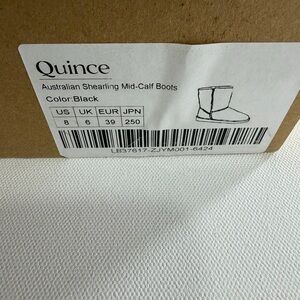 Quince
Australian Shearling Mid-Calf Boots
Color:Black
US UK EUR JPN
8 6 39 250
LB37617-ZJYM001-6424